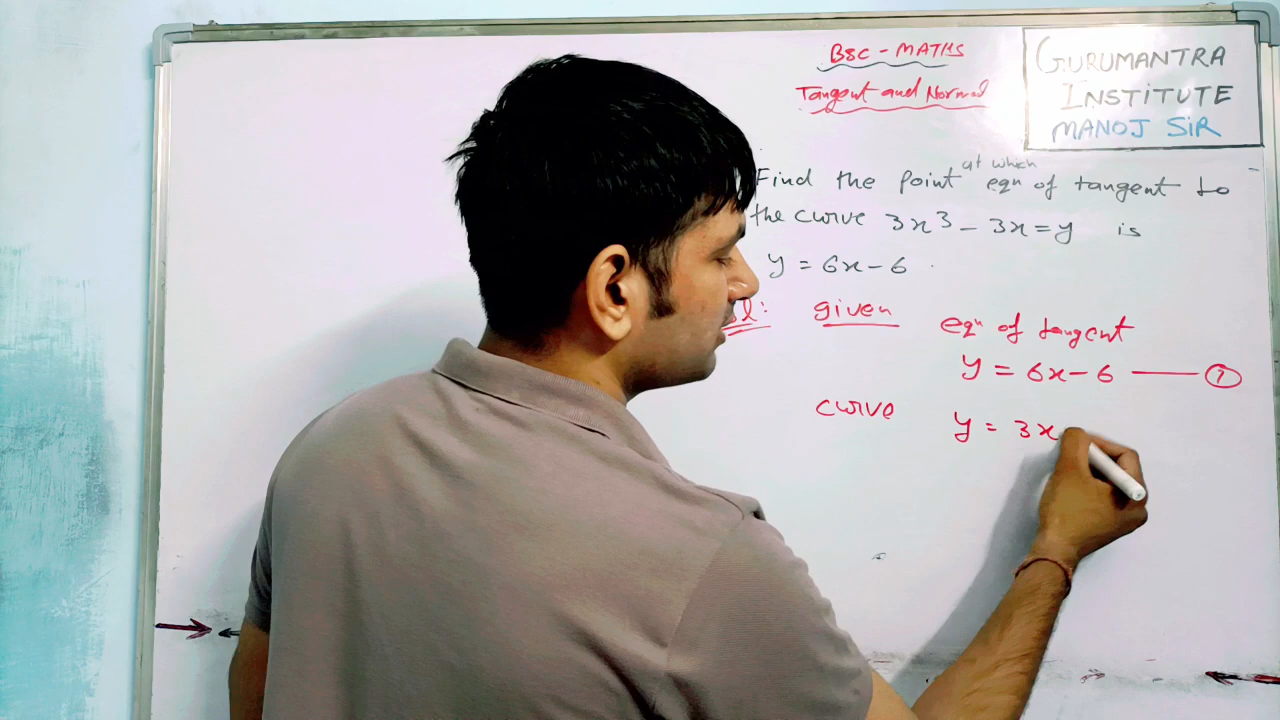 BSC - MATHS
Tangent and Normal
GURUMANTRA
INSTITUTE
MANOJ SIR
Find the point at which eqn of tangent to
the curve 3x³ - 3x = y is
y = 6x - 6 .
given eqn of tangent
y = 6x - 6 —— ①
curve y = 3x